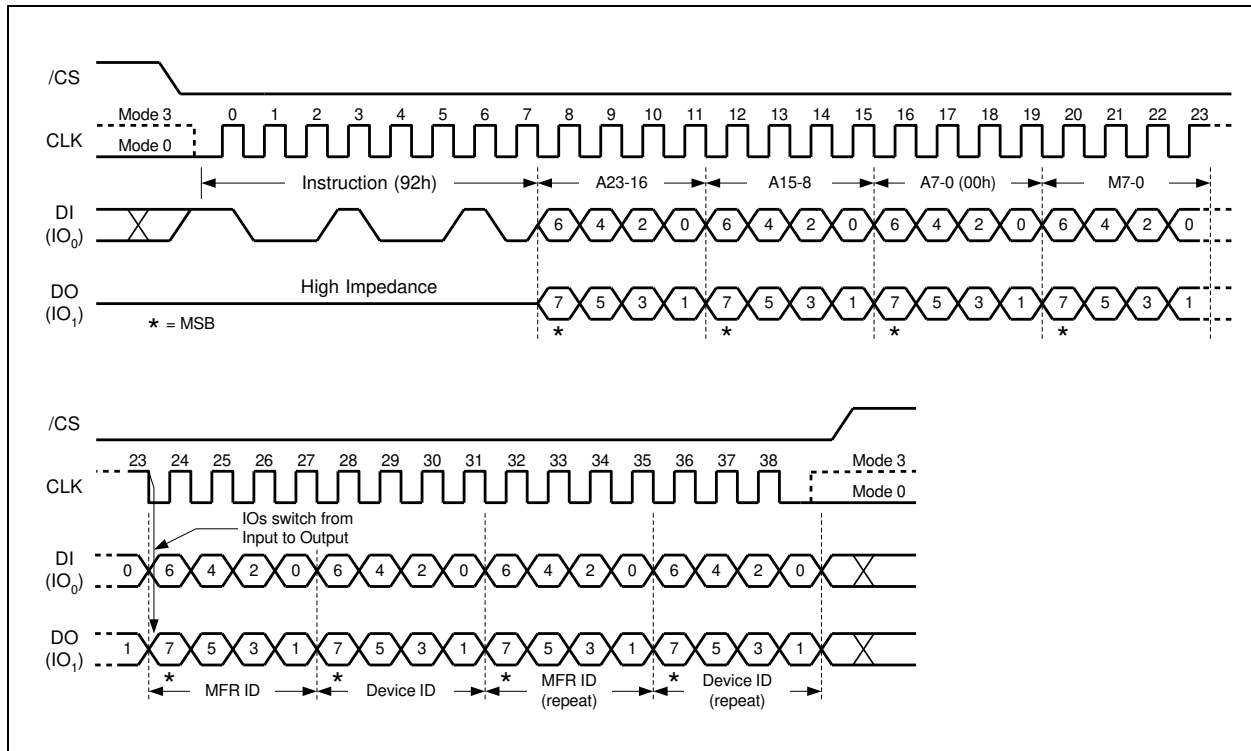 /CS
Mode 3 0 1 2 3 4 5 6 7 8 9 10 11 12 13 14 15 16 17 18 19 20 21 22 23
CLK
Mode 0
Instruction (92h) A23-16 A15-8 A7-0 (00h) M7-0
DI
(IO0)
6 4 2 0 6 4 2 0 6 4 2 0 6 4 2 0
High Impedance
DO
(IO1)
7 5 3 1 7 5 3 1 7 5 3 1 7 5 3 1
* = MSB * * * *
/CS
23 24 25 26 27 28 29 30 31 32 33 34 35 36 37 38 Mode 3
CLK
Mode 0
IOs switch from
Input to Output
DI
(IO0)
0 6 4 2 0 6 4 2 0 6 4 2 0 6 4 2 0
DO
(IO1)
1 7 5 3 1 7 5 3 1 7 5 3 1 7 5 3 1
* * * *
MFR ID Device ID MFR ID
(repeat)
Device ID
(repeat)